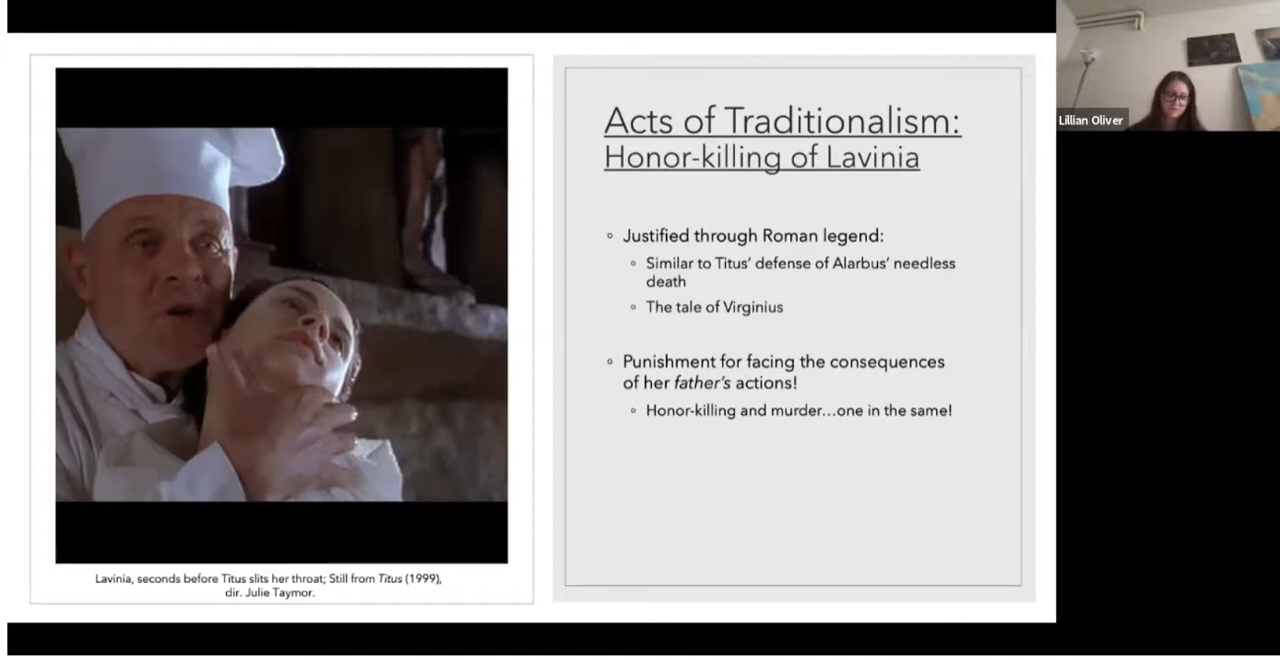 Acts of Traditionalism:
Honor-killing of Lavinia
◦ Justified through Roman legend:
◦ Similar to Titus’ defense of Alarbus’ needless
death
◦ The tale of Virginius
◦ Punishment for facing the consequences
of her father’s actions!
◦ Honor-killing and murder…one in the same!
Lavinia, seconds before Titus slits her throat; Still from Titus (1999),
dir. Julie Taymor.
Lillian Oliver